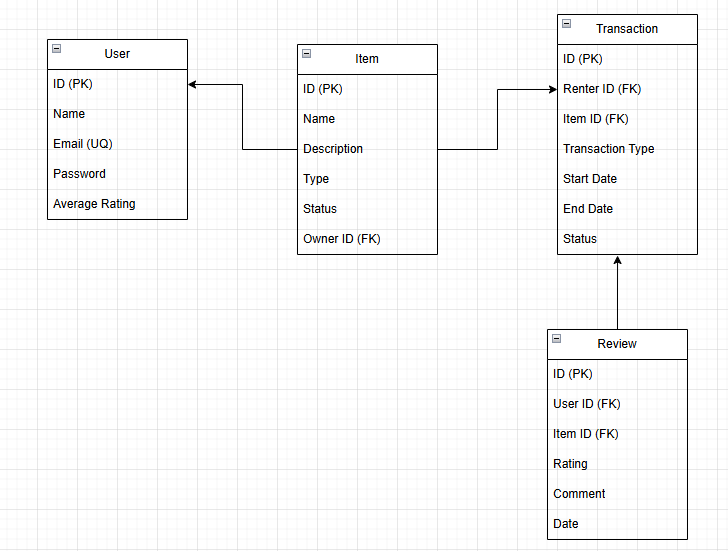 User
ID (PK)
Name
Email (UQ)
Password
Average Rating
Item
ID (PK)
Name
Description
Type
Status
Owner ID (FK)
Transaction
ID (PK)
Renter ID (FK)
Item ID (FK)
Transaction Type
Start Date
End Date
Status
Review
ID (PK)
User ID (FK)
Item ID (FK)
Rating
Comment
Date